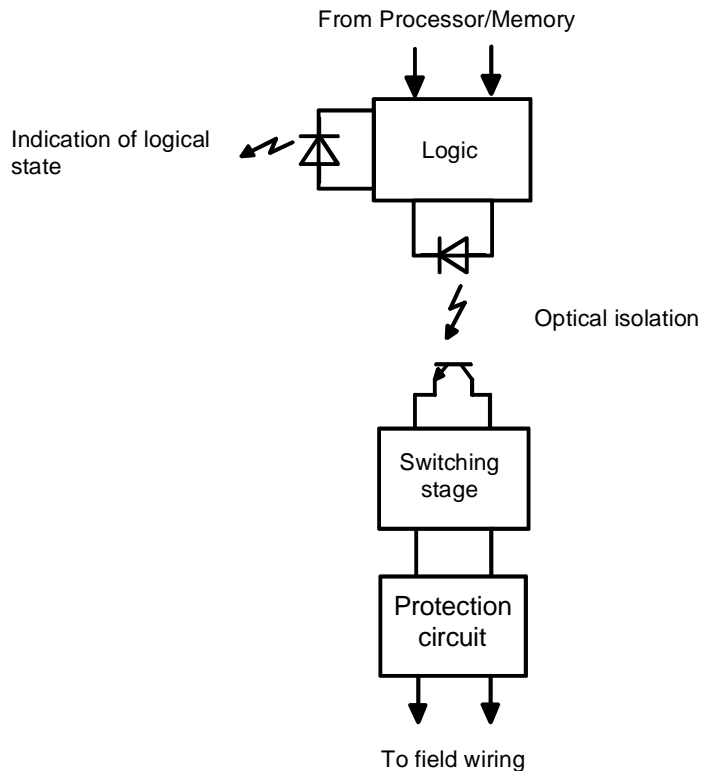 From Processor/Memory
Indication of logical
state
Logic
Optical isolation
Switching
stage
Protection
circuit
To field wiring